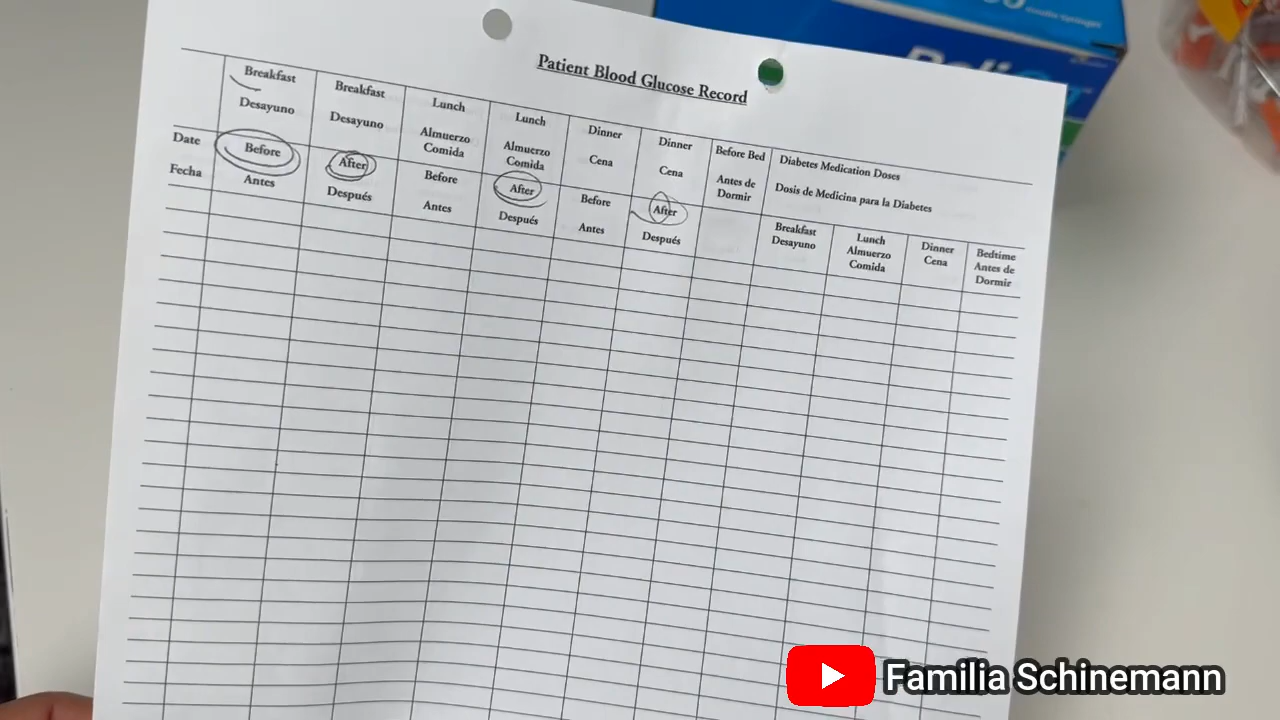 Patient Blood Glucose Record
Date
Fecha
Breakfast
Desayuno
Before
Antes
Breakfast
Desayuno
After
Después
Lunch
Almuerzo
Comida
Before
Antes
Lunch
Almuerzo
Comida
After
Después
Dinner
Cena
Before
Antes
Dinner
Cena
After
Después
Before Bed
Antes de
Dormir
Diabetes Medication Doses
Dosis de Medicina para la Diabetes
Breakfast
Desayuno
Lunch
Almuerzo
Comida
Dinner
Cena
Bedtime
Antes de
Dormir
Familia Schinemann